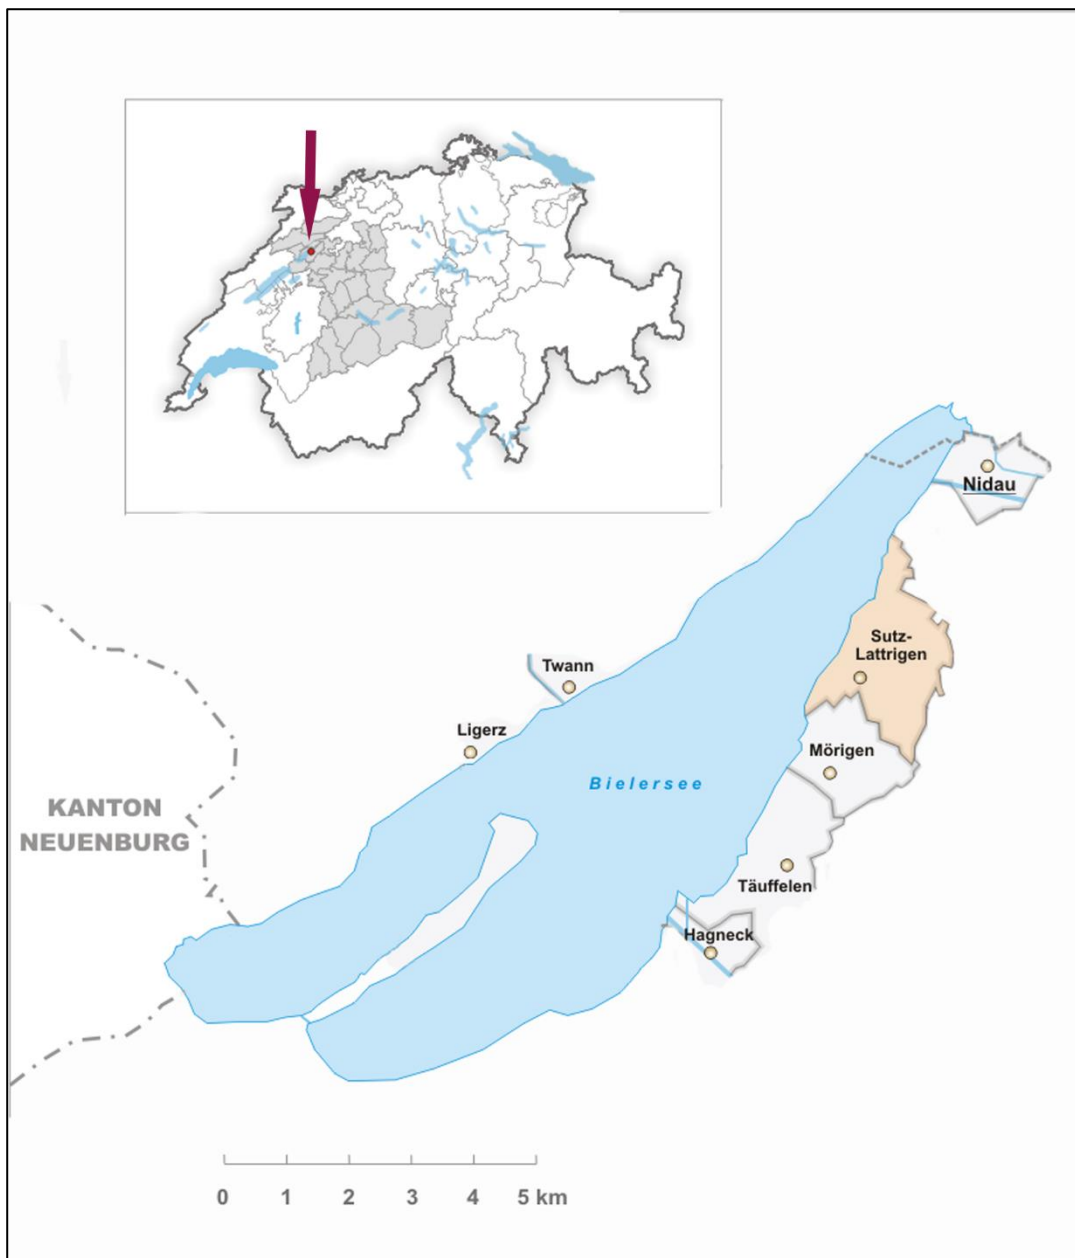 Nidau
Sutz-
Lattrigen
Twann
Ligerz
Mörigen
Bielersee
KANTON
NEUENBURG
Täuffelen
Hagneck
0 1 2 3 4 5 km